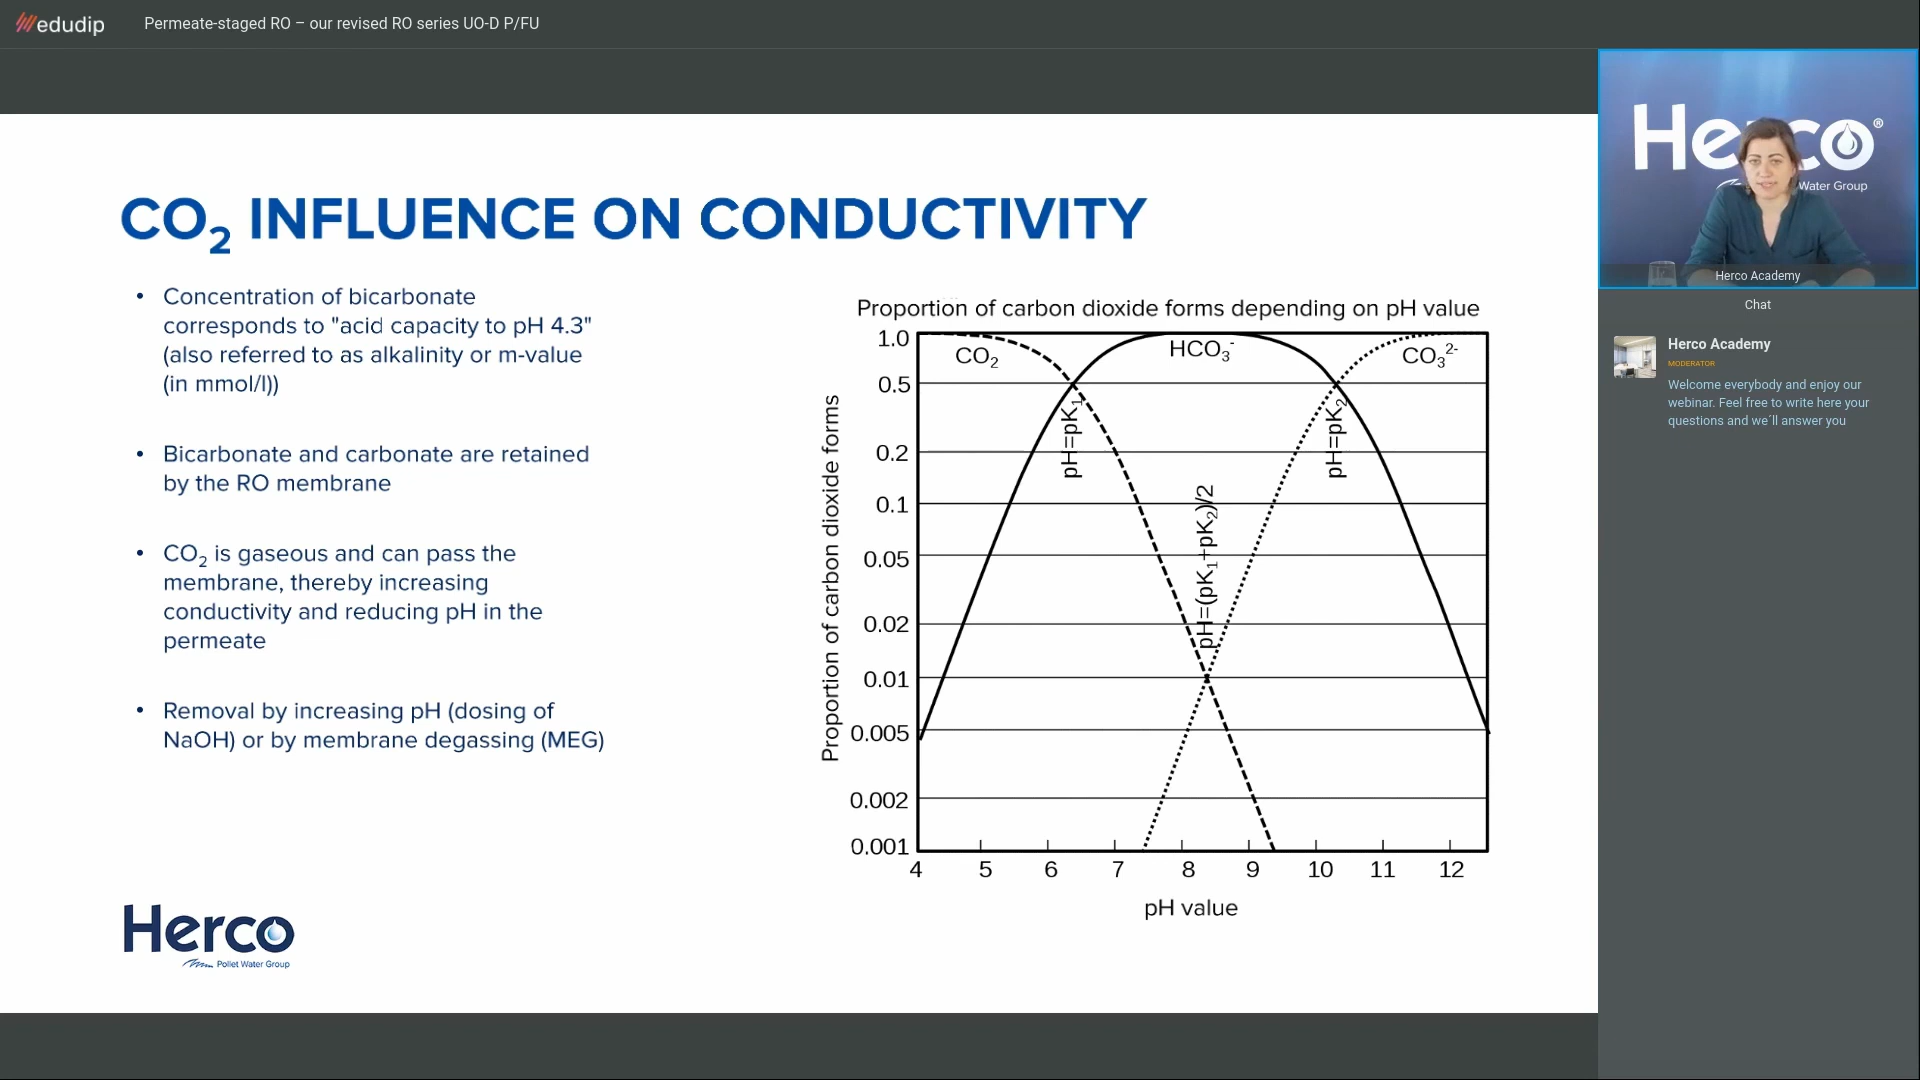 edudip
Permeate-staged RO – our revised RO series UO-D P/FU
CO₂ INFLUENCE ON CONDUCTIVITY
• Concentration of bicarbonate
corresponds to "acid capacity to pH 4.3"
(also referred to as alkalinity or m-value
(in mmol/l))
• Bicarbonate and carbonate are retained
by the RO membrane
• CO₂ is gaseous and can pass the
membrane, thereby increasing
conductivity and reducing pH in the
permeate
• Removal by increasing pH (dosing of
NaOH) or by membrane degassing (MEG)
Herco
Pollet Water Group
Proportion of carbon dioxide forms depending on pH value
Proportion of carbon dioxide forms
1.0
0.5
0.2
0.1
0.05
0.02
0.01
0.005
0.002
0.001
CO₂
HCO₃⁻
CO₃²⁻
pH=pK₁
pH=(pK₁+pK₂)/2
pH=pK₂
4 5 6 7 8 9 10 11 12
pH value
Herco®
Water Group
Herco Academy
Chat
Herco Academy
MODERATOR
Welcome everybody and enjoy our
webinar. Feel free to write here your
questions and we´ll answer you